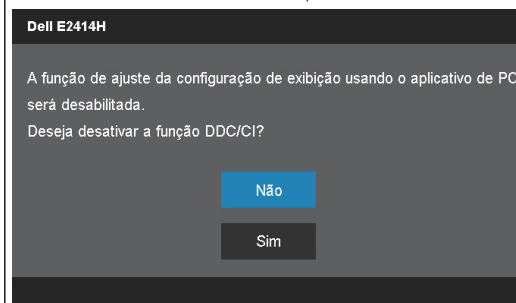 Dell E2414H
A função de ajuste da configuração de exibição usando o aplicativo de PC
será desabilitada.
Deseja desativar a função DDC/CI?
Não
Sim